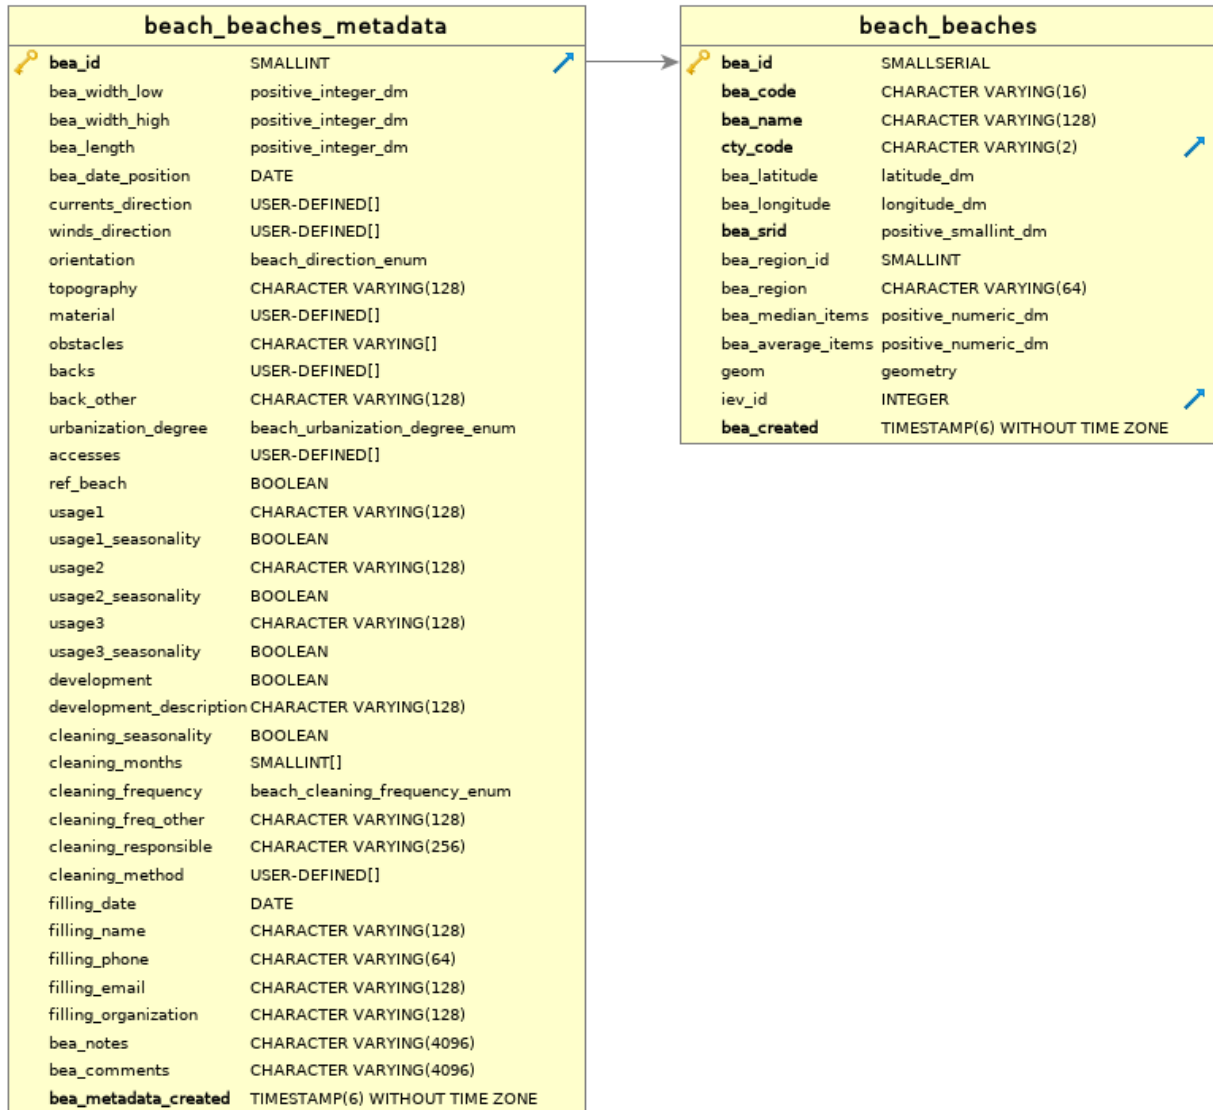 beach_beaches_metadata
bea_id SMALLINT
bea_width_low positive_integer_dm
bea_width_high positive_integer_dm
bea_length positive_integer_dm
bea_date_position DATE
currents_direction USER-DEFINED[]
winds_direction USER-DEFINED[]
orientation beach_direction_enum
topography CHARACTER VARYING(128)
material USER-DEFINED[]
obstacles CHARACTER VARYING[]
backs USER-DEFINED[]
back_other CHARACTER VARYING(128)
urbanization_degree beach_urbanization_degree_enum
accesses USER-DEFINED[]
ref_beach BOOLEAN
usage1 CHARACTER VARYING(128)
usage1_seasonality BOOLEAN
usage2 CHARACTER VARYING(128)
usage2_seasonality BOOLEAN
usage3 CHARACTER VARYING(128)
usage3_seasonality BOOLEAN
development BOOLEAN
development_description CHARACTER VARYING(128)
cleaning_seasonality BOOLEAN
cleaning_months SMALLINT[]
cleaning_frequency beach_cleaning_frequency_enum
cleaning_freq_other CHARACTER VARYING(128)
cleaning_responsible CHARACTER VARYING(256)
cleaning_method USER-DEFINED[]
filling_date DATE
filling_name CHARACTER VARYING(128)
filling_phone CHARACTER VARYING(64)
filling_email CHARACTER VARYING(128)
filling_organization CHARACTER VARYING(128)
bea_notes CHARACTER VARYING(4096)
bea_comments CHARACTER VARYING(4096)
bea_metadata_created TIMESTAMP(6) WITHOUT TIME ZONE
beach_beaches
bea_id SMALLSERIAL
bea_code CHARACTER VARYING(16)
bea_name CHARACTER VARYING(128)
cty_code CHARACTER VARYING(2)
bea_latitude latitude_dm
bea_longitude longitude_dm
bea_srid positive_smallint_dm
bea_region_id SMALLINT
bea_region CHARACTER VARYING(64)
bea_median_items positive_numeric_dm
bea_average_items positive_numeric_dm
geom geometry
iev_id INTEGER
bea_created TIMESTAMP(6) WITHOUT TIME ZONE